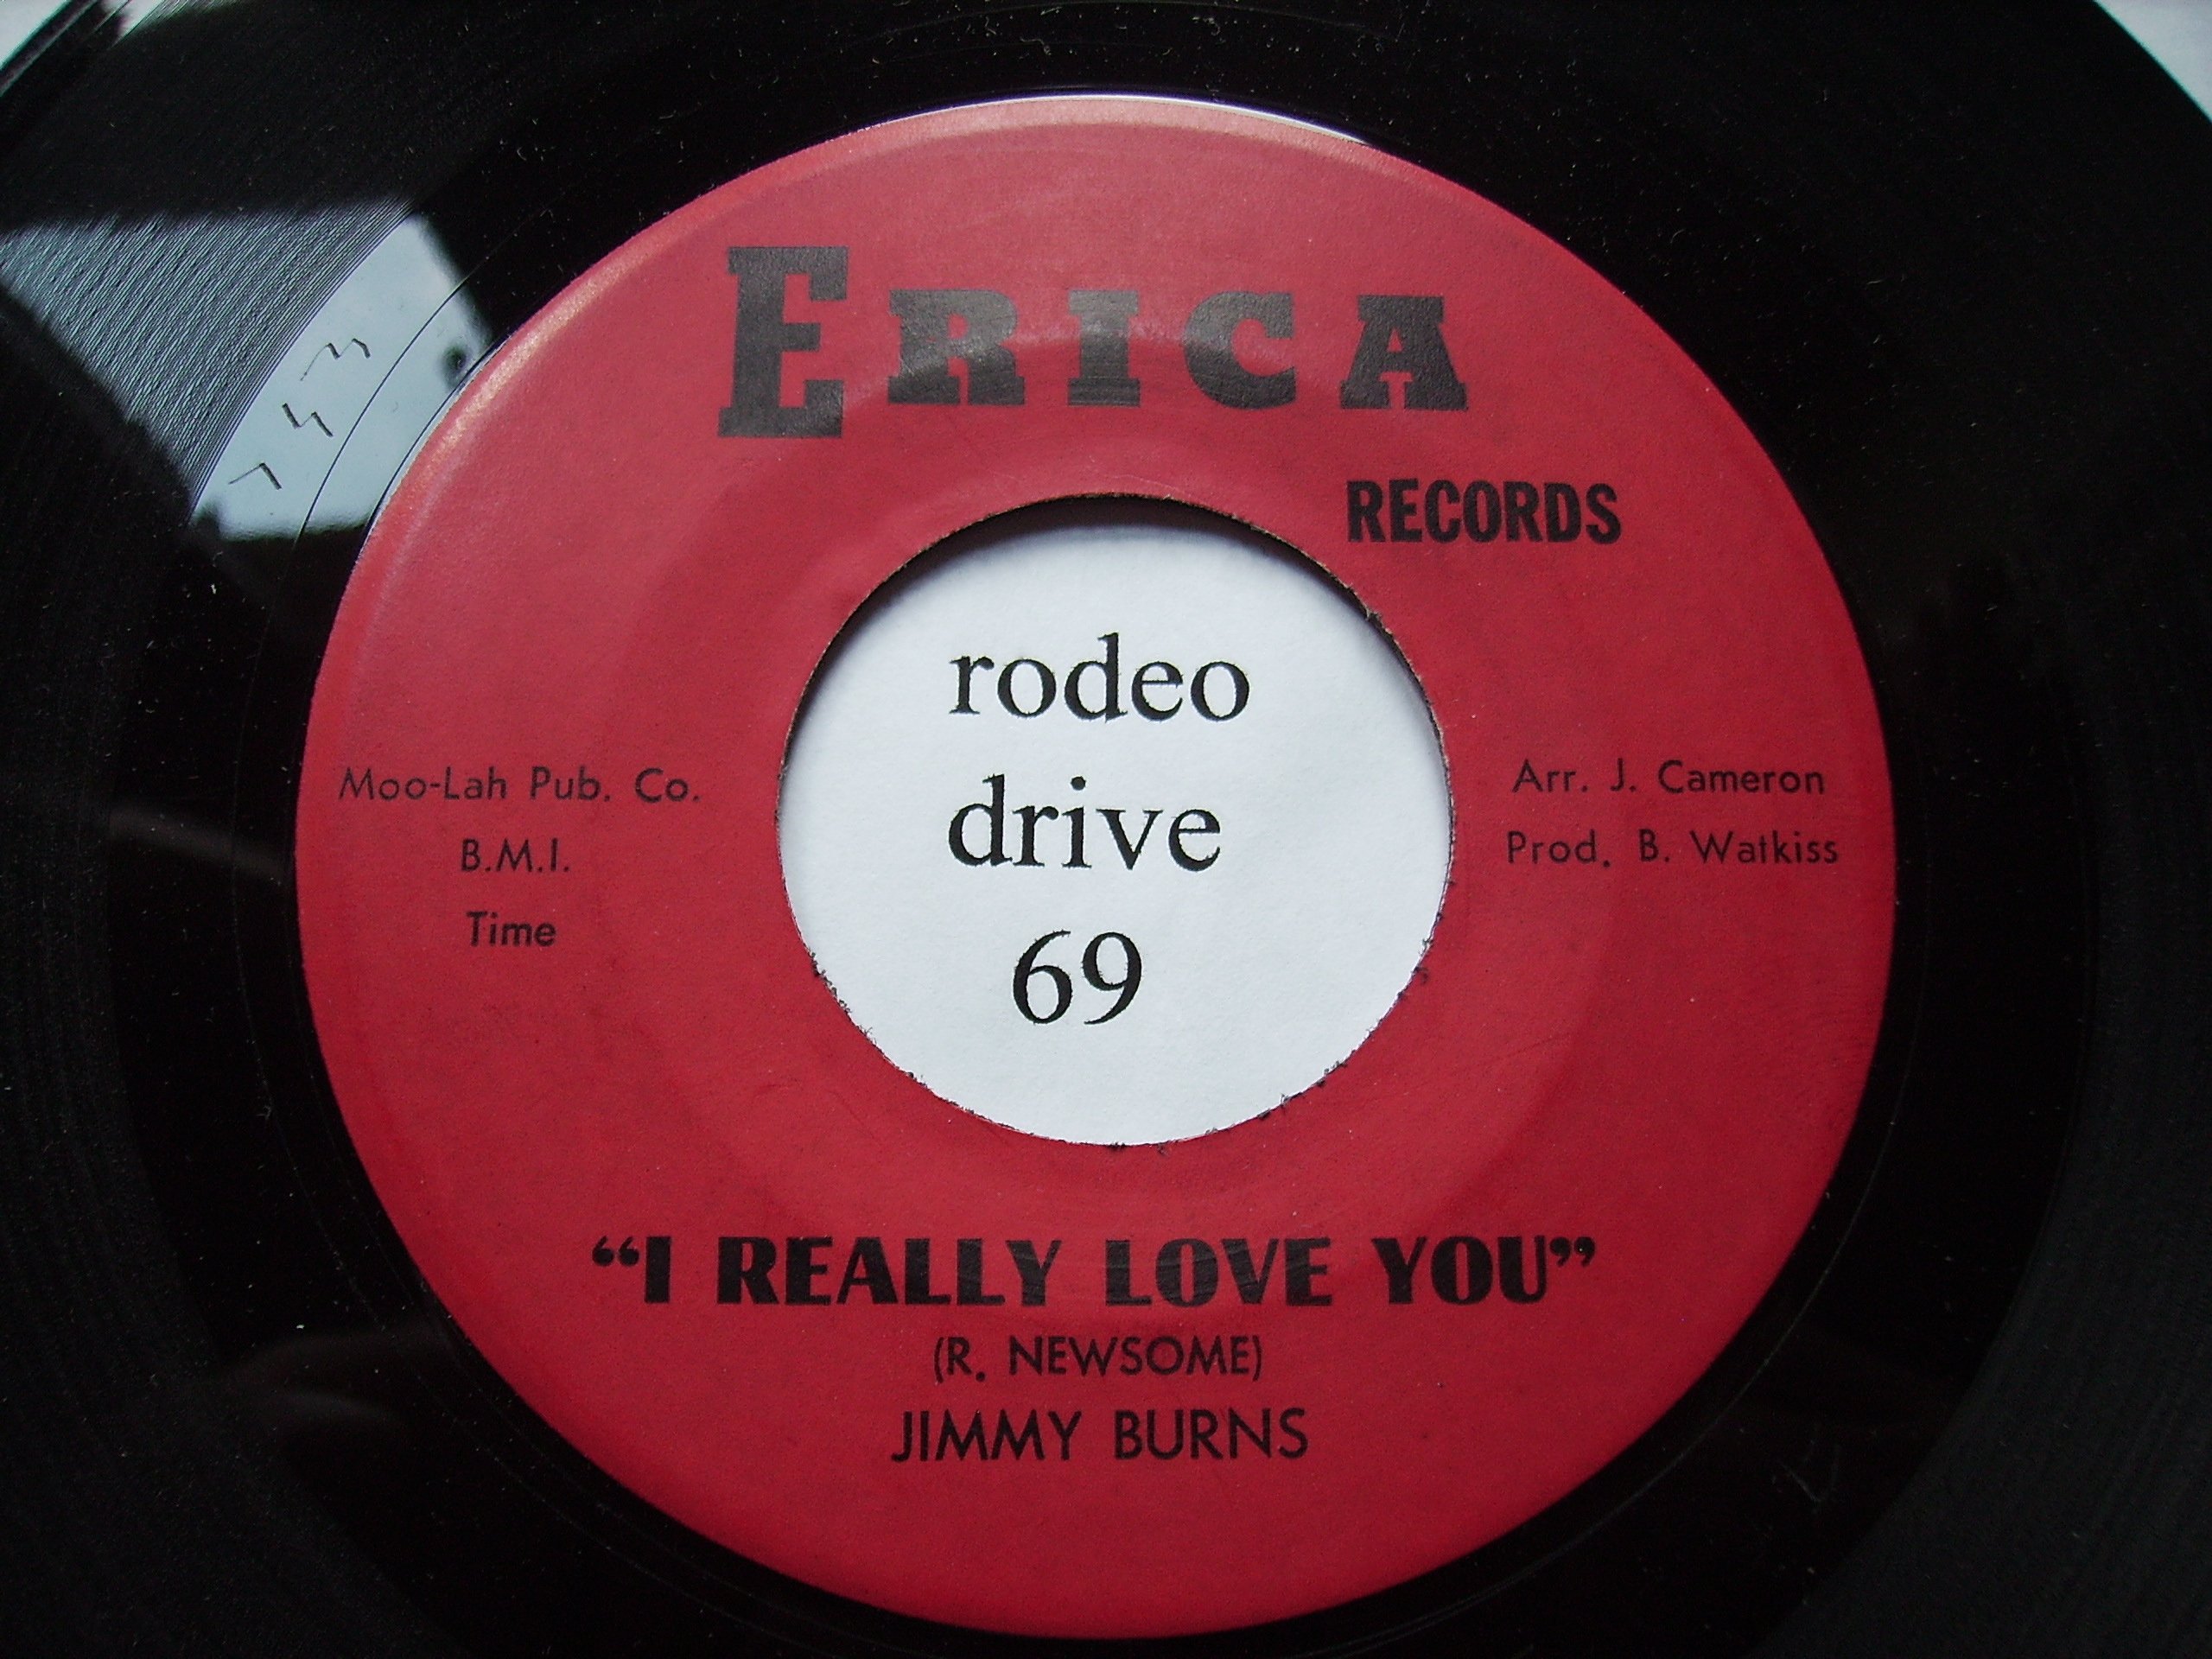 ERICA
RECORDS
rodeo
drive
69
Moo-Lah Pub. Co.
B.M.I.
Time
Arr. J. Cameron
Prod. B. Watkiss
“I REALLY LOVE YOU”
(R. NEWSOME)
JIMMY BURNS